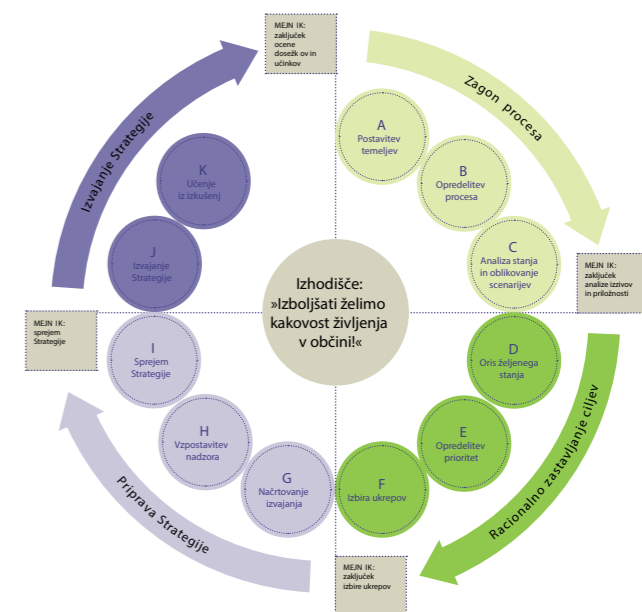 MEJN IK:
zaključek
ocene
dosežk ov in
učinkov
Zagon procesa
A
Postavitev
temeljev
B
Opredelitev
procesa
C
Analiza stanja
in oblikovanje
scenarijev
MEJN IK:
zaključek
analize izzivov
in priložnosti
D
Oris željenega
stanja
E
Opredelitev
prioritet
F
Izbira ukrepov
Racionalno zastavljanje ciljev
MEJN IK:
zaključek
izbire ukrepov
G
Načrtovanje
izvajanja
H
Vzpostavitev
nadzora
I
Sprejem
Strategije
Priprava Strategije
MEJN IK:
sprejem
Strategije
J
Izvajanje
Strategije
K
Učenje
iz izkušenj
Izvajanje Strategije
Izhodišče:
»Izboljšati želimo
kakovost življenja
v občini!«